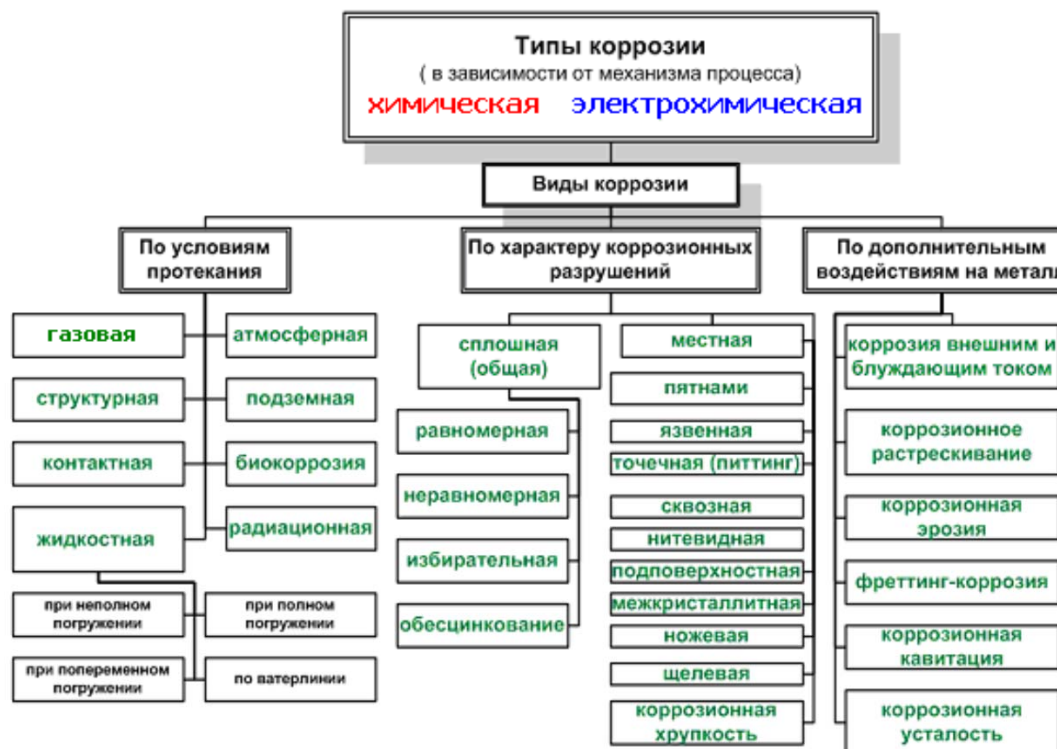 Типы коррозии
( в зависимости от механизма процесса)
химическая электрохимическая
Виды коррозии
По условиям
протекания
По характеру коррозионных
разрушений
По дополнительным
воздействиям на метал
газовая
атмосферная
структурная
подземная
контактная
биокоррозия
жидкостная
радиационная
при неполном
погружении
при полном
погружении
при попеременном
погружении
по ватерлинии
сплошная
(общая)
равномерная
неравномерная
избирательная
обесцинкование
местная
пятнами
язвенная
точечная (питтинг)
сквозная
нитевидная
подповерхностная
межкристаллитная
ножевая
щелевая
коррозионная
хрупкость
коррозия внешним и
блуждающим током
коррозионное
растрескивание
коррозионная
эрозия
фреттинг-коррозия
коррозионная
кавитация
коррозионная
усталость